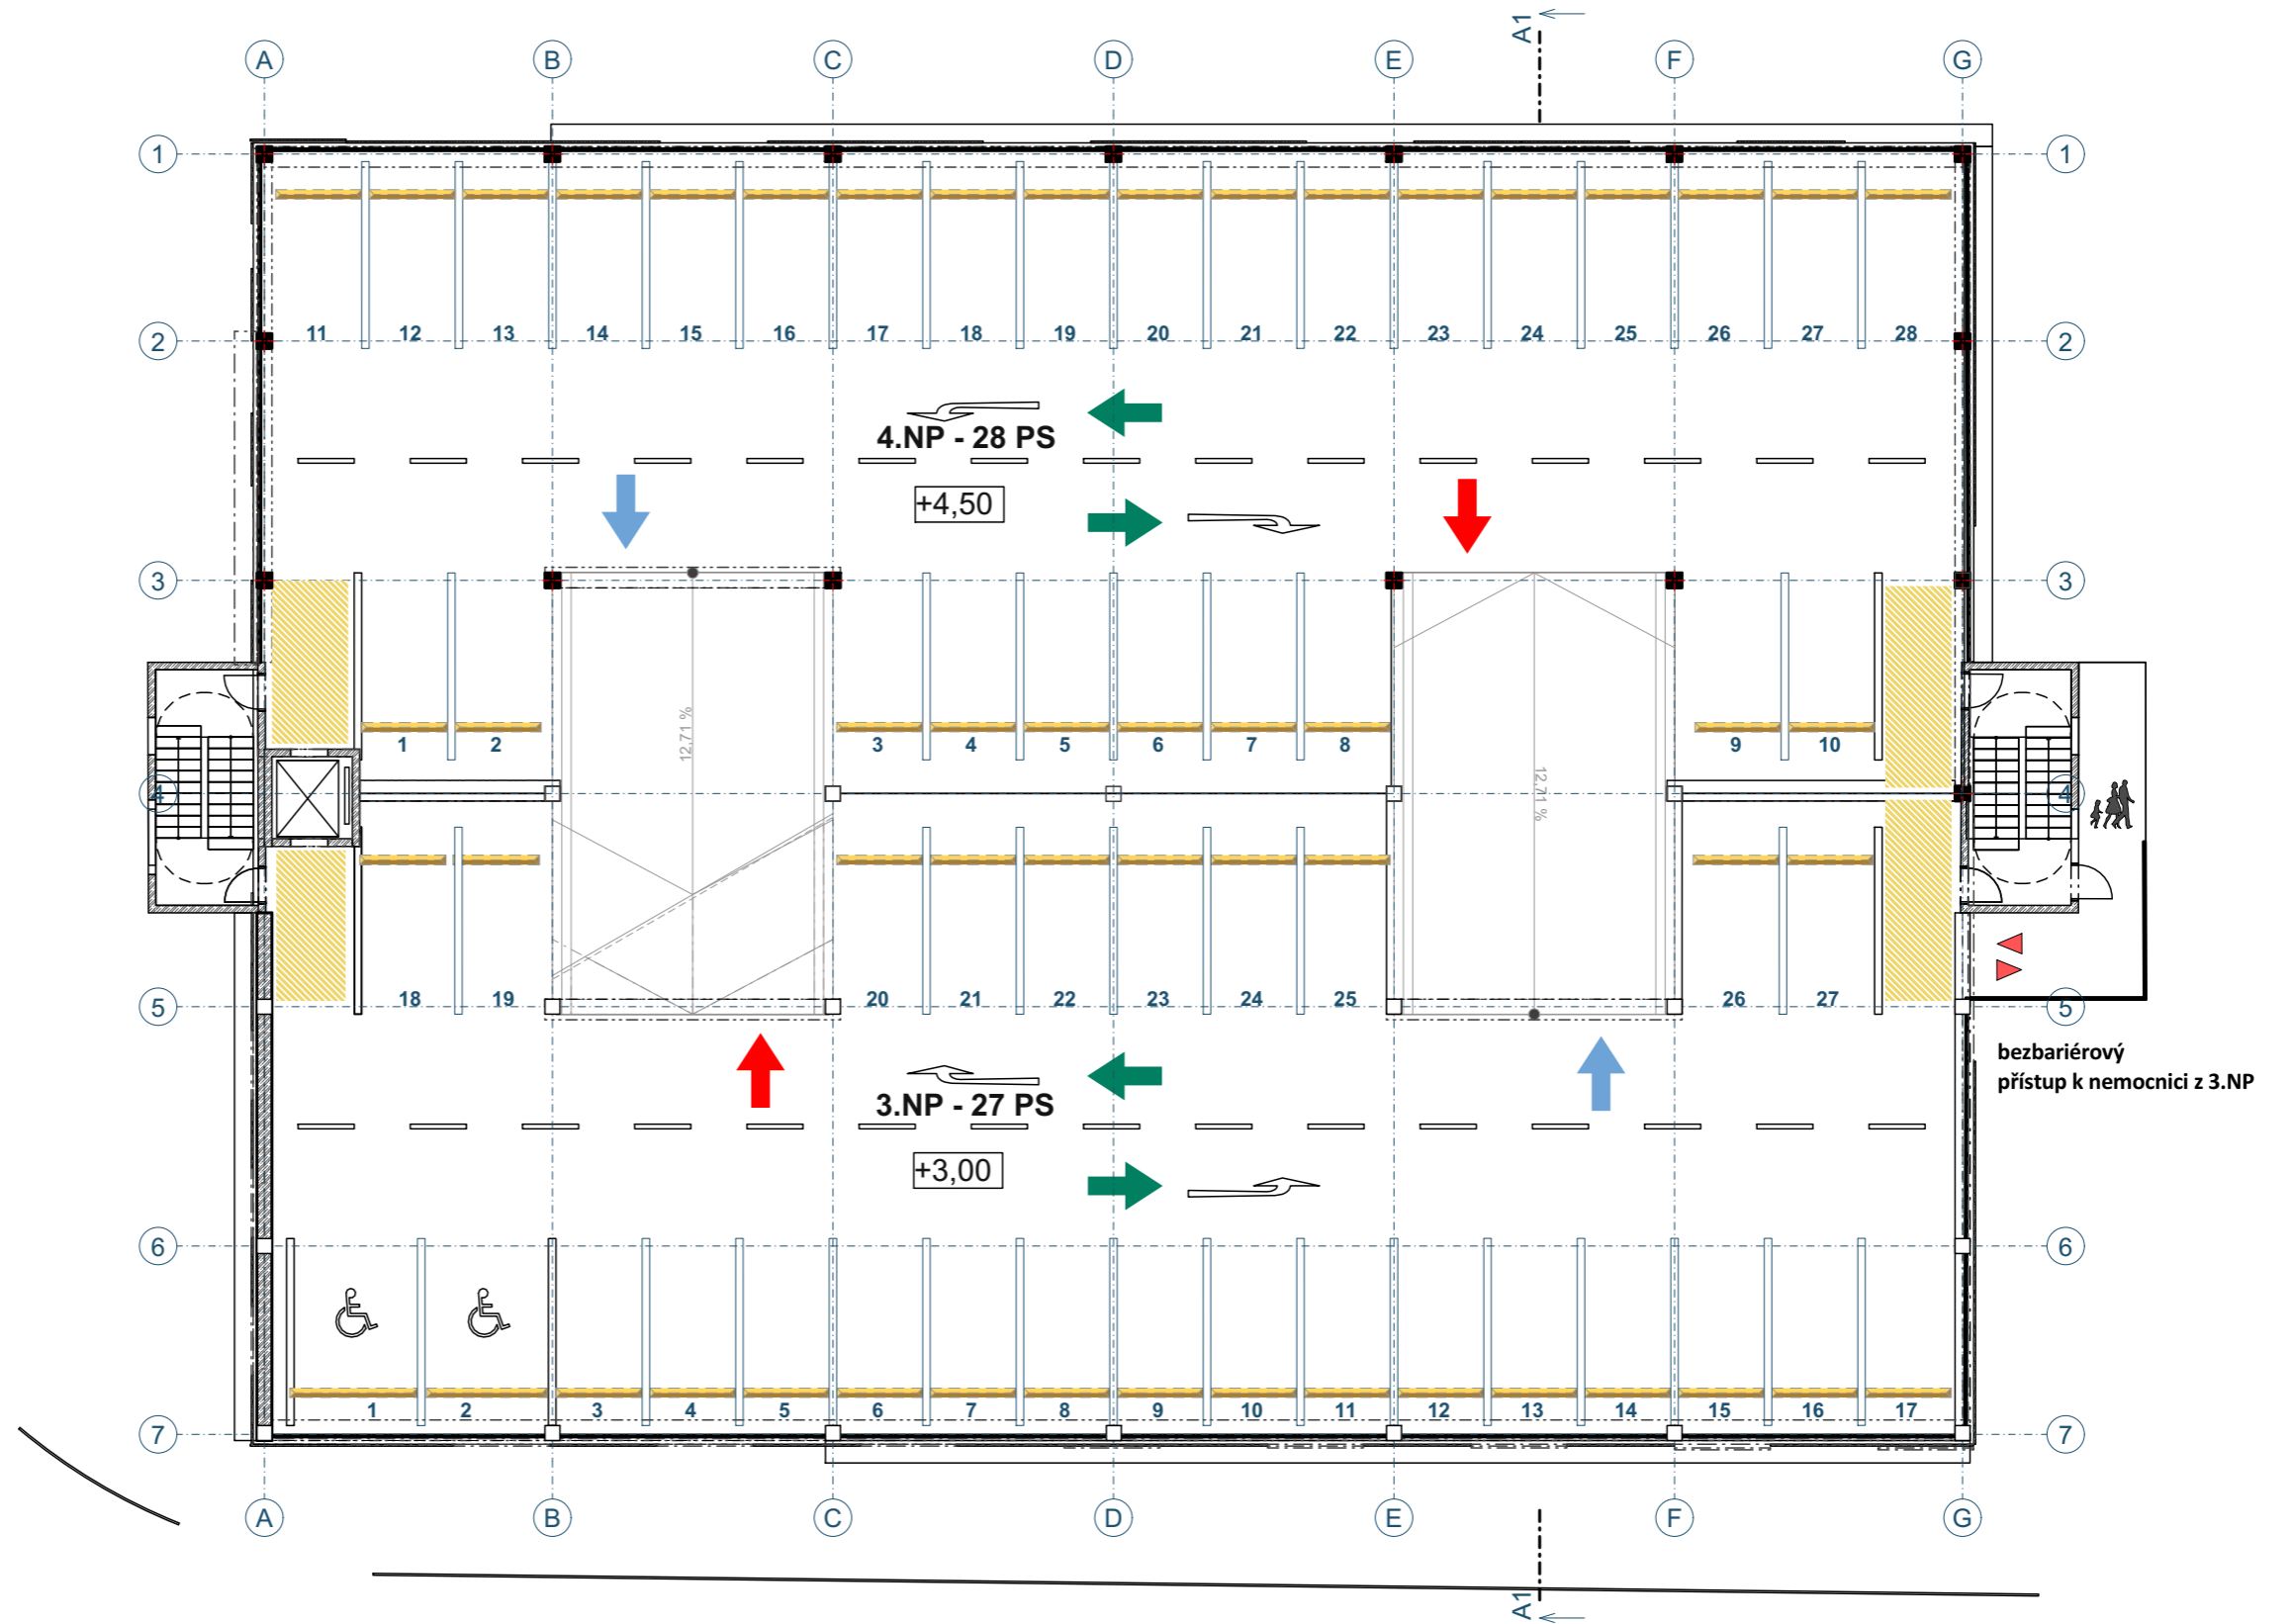 A1
A B C D E F G
1 1
11 12 13 14 15 16 17 18 19 20 21 22 23 24 25 26 27 28
2 2
4.NP - 28 PS
+4,50
3 3
12,71 %
1 2 3 4 5 6 7 8 9 10
4 4
12,71 %
18 19 20 21 22 23 24 25 26 27
5 5
bezbariérový
přístup k nemocnici z 3.NP
3.NP - 27 PS
+3,00
6 6
1 2 3 4 5 6 7 8 9 10 11 12 13 14 15 16 17
7 7
A B C D E F G
A1